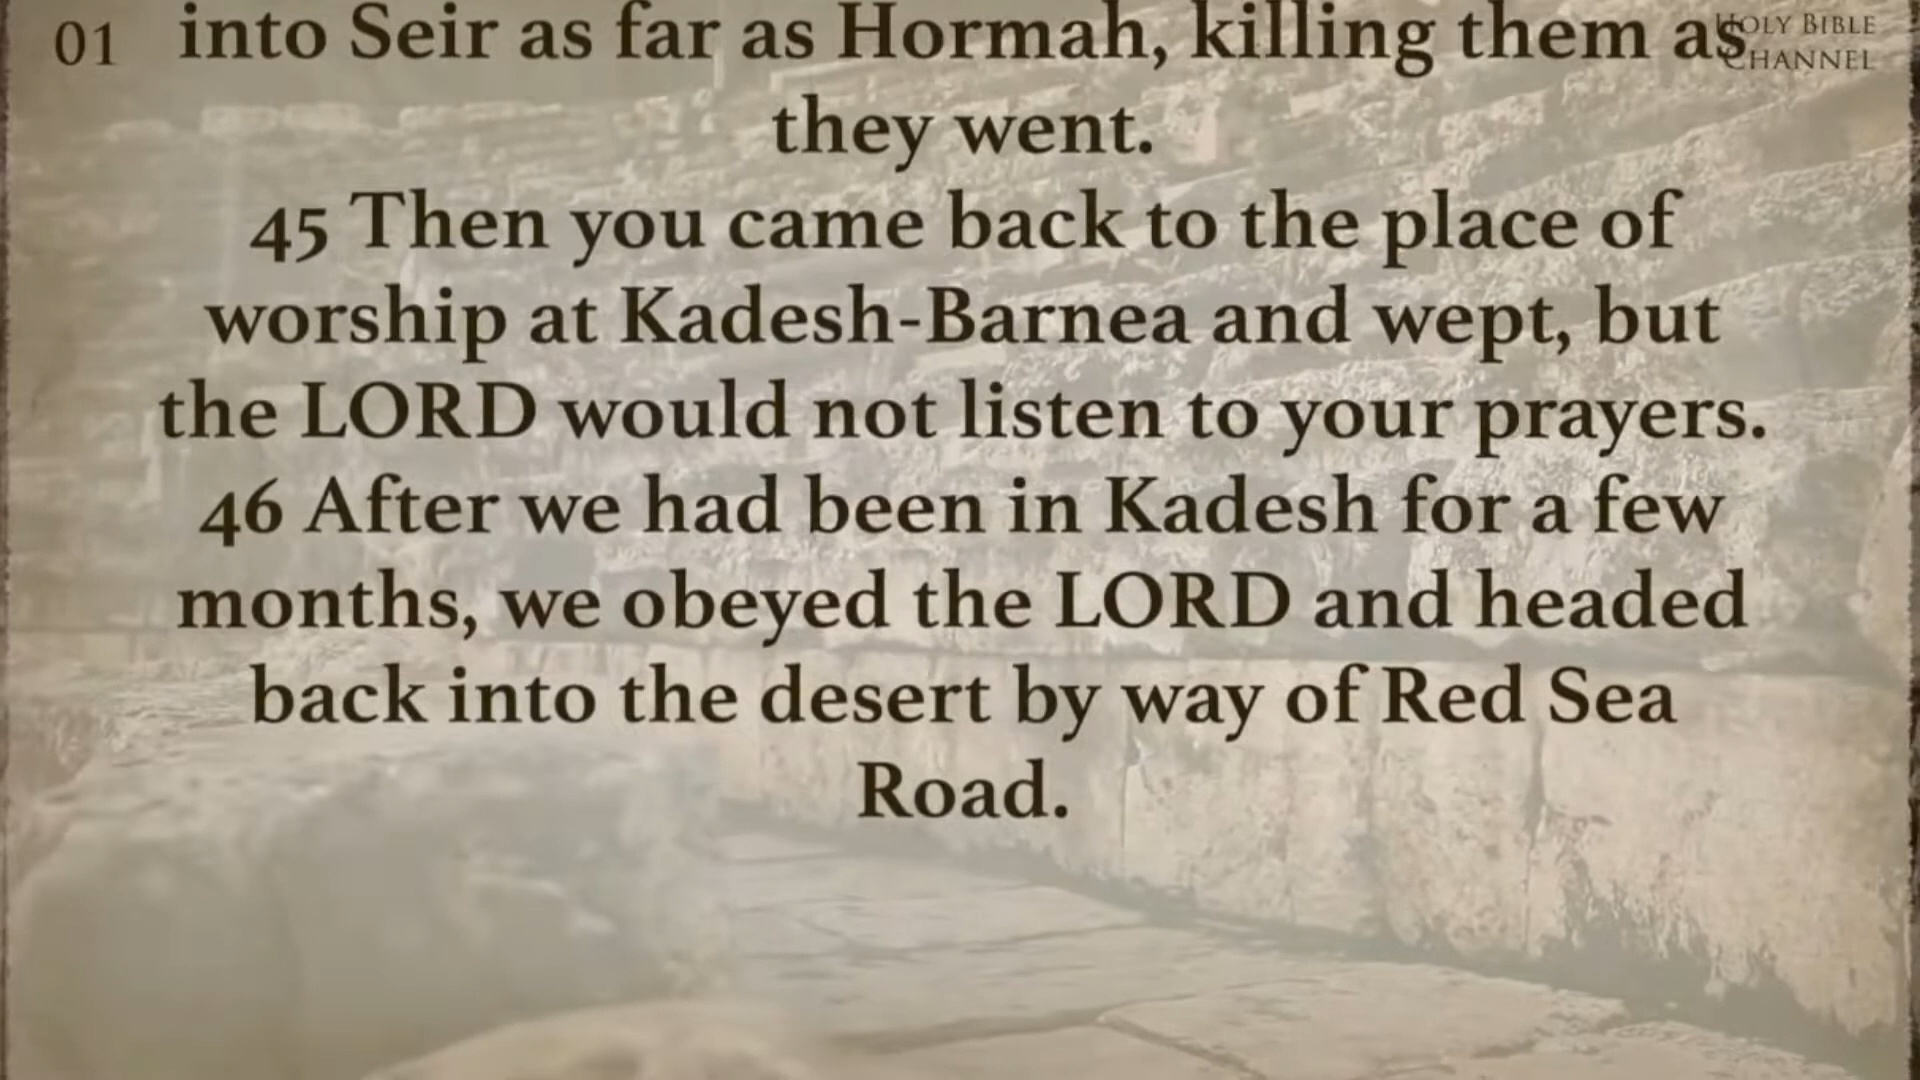 01
into Seir as far as Hormah, killing them as
HOLY BIBLE
CHANNEL
they went.
45 Then you came back to the place of
worship at Kadesh-Barnea and wept, but
the LORD would not listen to your prayers.
46 After we had been in Kadesh for a few
months, we obeyed the LORD and headed
back into the desert by way of Red Sea
Road.